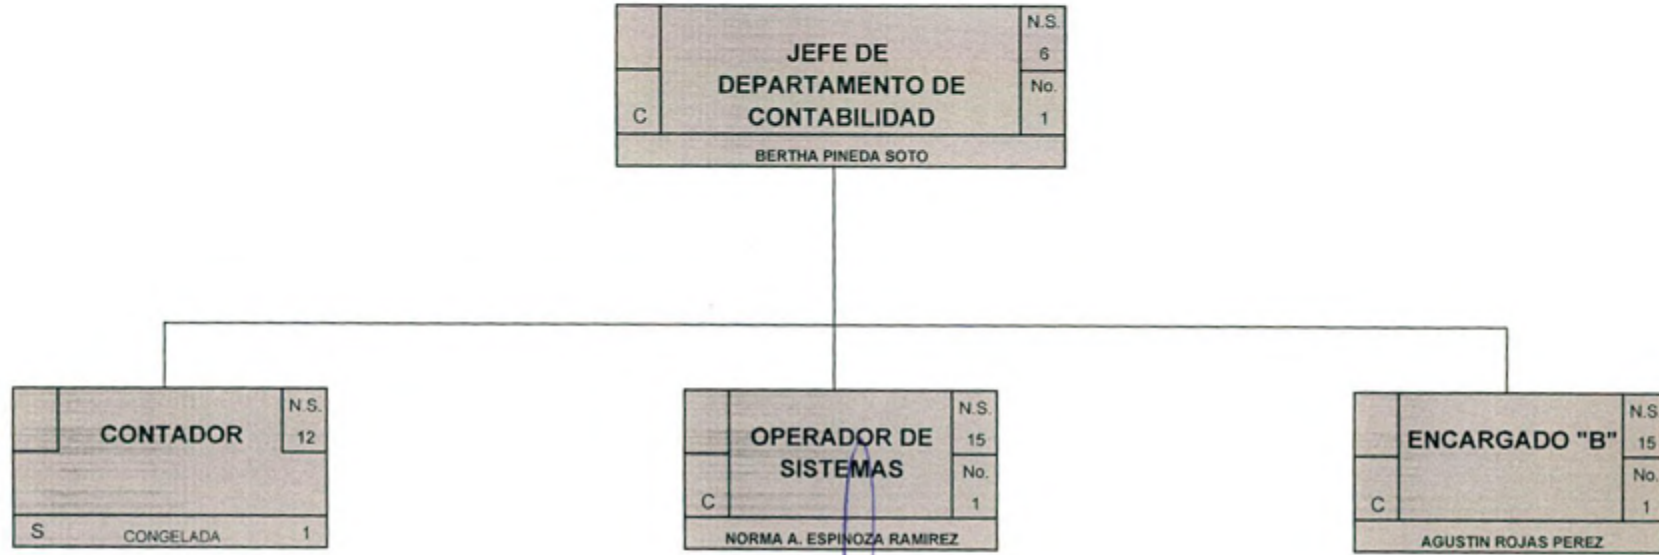 N.S.
6
JEFE DE
DEPARTAMENTO DE
CONTABILIDAD
No.
1
C
BERTHA PINEDA SOTO
CONTADOR
N.S.
12
S CONGELADA 1
OPERADOR DE
SISTEMAS
N.S.
15
No.
1
C
NORMA A. ESPINOZA RAMIREZ
ENCARGADO "B"
N.S
15
No.
1
C
AGUSTIN ROJAS PEREZ